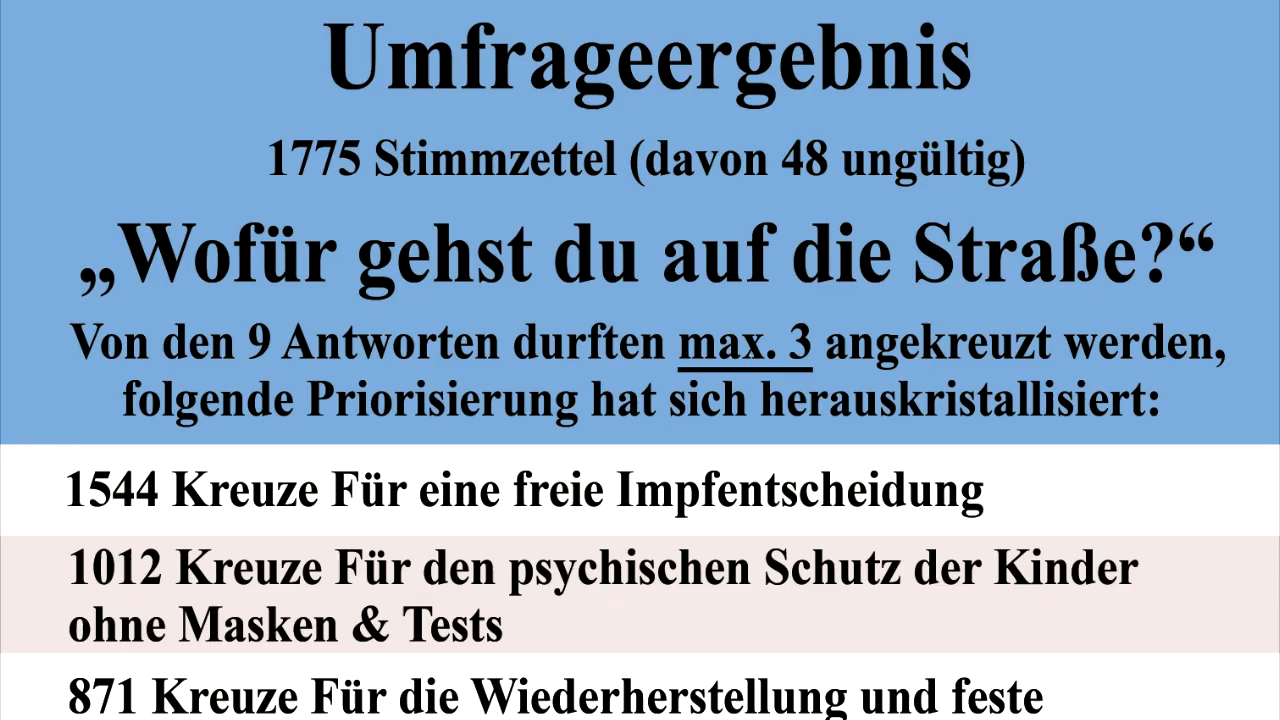 Umfrageergebnis
1775 Stimmzettel (davon 48 ungültig)
„Wofür gehst du auf die Straße?“
Von den 9 Antworten durften max. 3 angekreuzt werden,
folgende Priorisierung hat sich herauskristallisiert:
1544 Kreuze Für eine freie Impfentscheidung
1012 Kreuze Für den psychischen Schutz der Kinder
ohne Masken & Tests
871 Kreuze Für die Wiederherstellung und feste